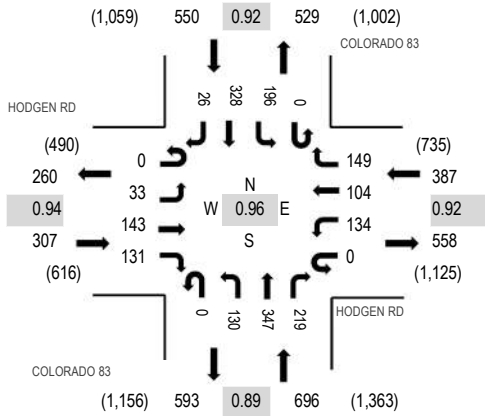 (1,059) 550 0.92 529 (1,002)
COLORADO 83
26 328 196 0
HODGEN RD
(490) (735)
0 149
260 387
33 N 104
0.94 W 0.96 E 0.92
143 134
307 S 558
131 0
(616) (1,125)
0 130 347 219
HODGEN RD
COLORADO 83
(1,156) 593 0.89 696 (1,363)